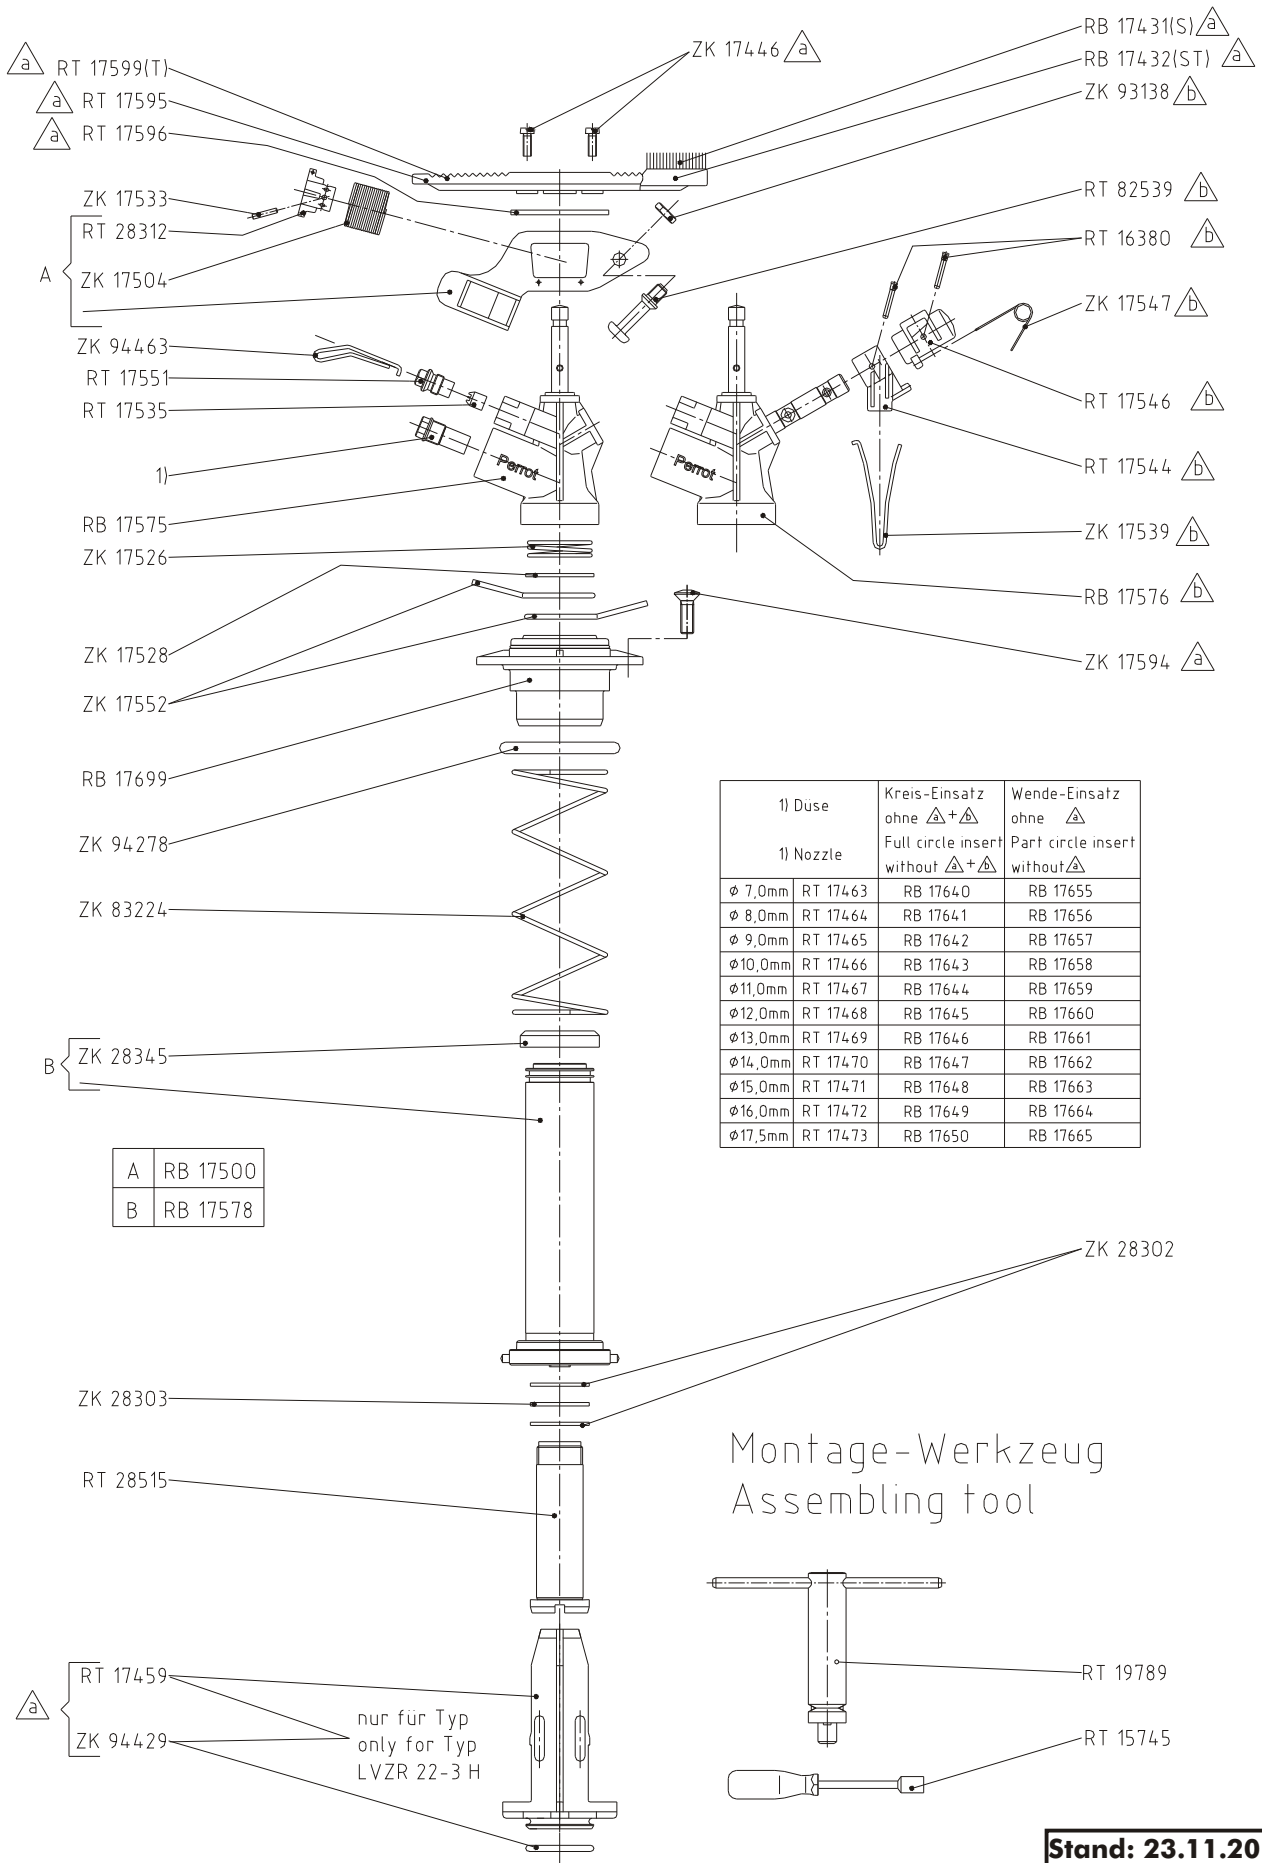 RT 17599(T)
a
RT 17595
a
RT 17596
a
ZK 17533
RT 28312
ZK 17504
A
ZK 94463
RT 17551
RT 17535
1)
RB 17575
ZK 17526
ZK 17528
ZK 17552
RB 17699
ZK 94278
ZK 83224
ZK 28345
B
A RB 17500
B RB 17578
ZK 28303
RT 28515
RT 17459
a
ZK 94429
nur für Typ
only for Typ
LVZR 22-3 H
ZK 17446 a
RB 17431(S) a
RB 17432(ST) a
ZK 93138 b
RT 82539 b
RT 16380 b
ZK 17547 b
RT 17546 b
RT 17544 b
ZK 17539 b
RB 17576 b
ZK 17594 a
Perrot
Perrot
1) Düse
1) Nozzle
Kreis-Einsatz
ohne a + b
Full circle insert
without a + b
Wende-Einsatz
ohne a
Part circle insert
without a
ϕ 7,0mm RT 17463 RB 17640 RB 17655
ϕ 8,0mm RT 17464 RB 17641 RB 17656
ϕ 9,0mm RT 17465 RB 17642 RB 17657
ϕ10,0mm RT 17466 RB 17643 RB 17658
ϕ11,0mm RT 17467 RB 17644 RB 17659
ϕ12,0mm RT 17468 RB 17645 RB 17660
ϕ13,0mm RT 17469 RB 17646 RB 17661
ϕ14,0mm RT 17470 RB 17647 RB 17662
ϕ15,0mm RT 17471 RB 17648 RB 17663
ϕ16,0mm RT 17472 RB 17649 RB 17664
ϕ17,5mm RT 17473 RB 17650 RB 17665
ZK 28302
Montage-Werkzeug
Assembling tool
RT 19789
RT 15745
Stand: 23.11.20